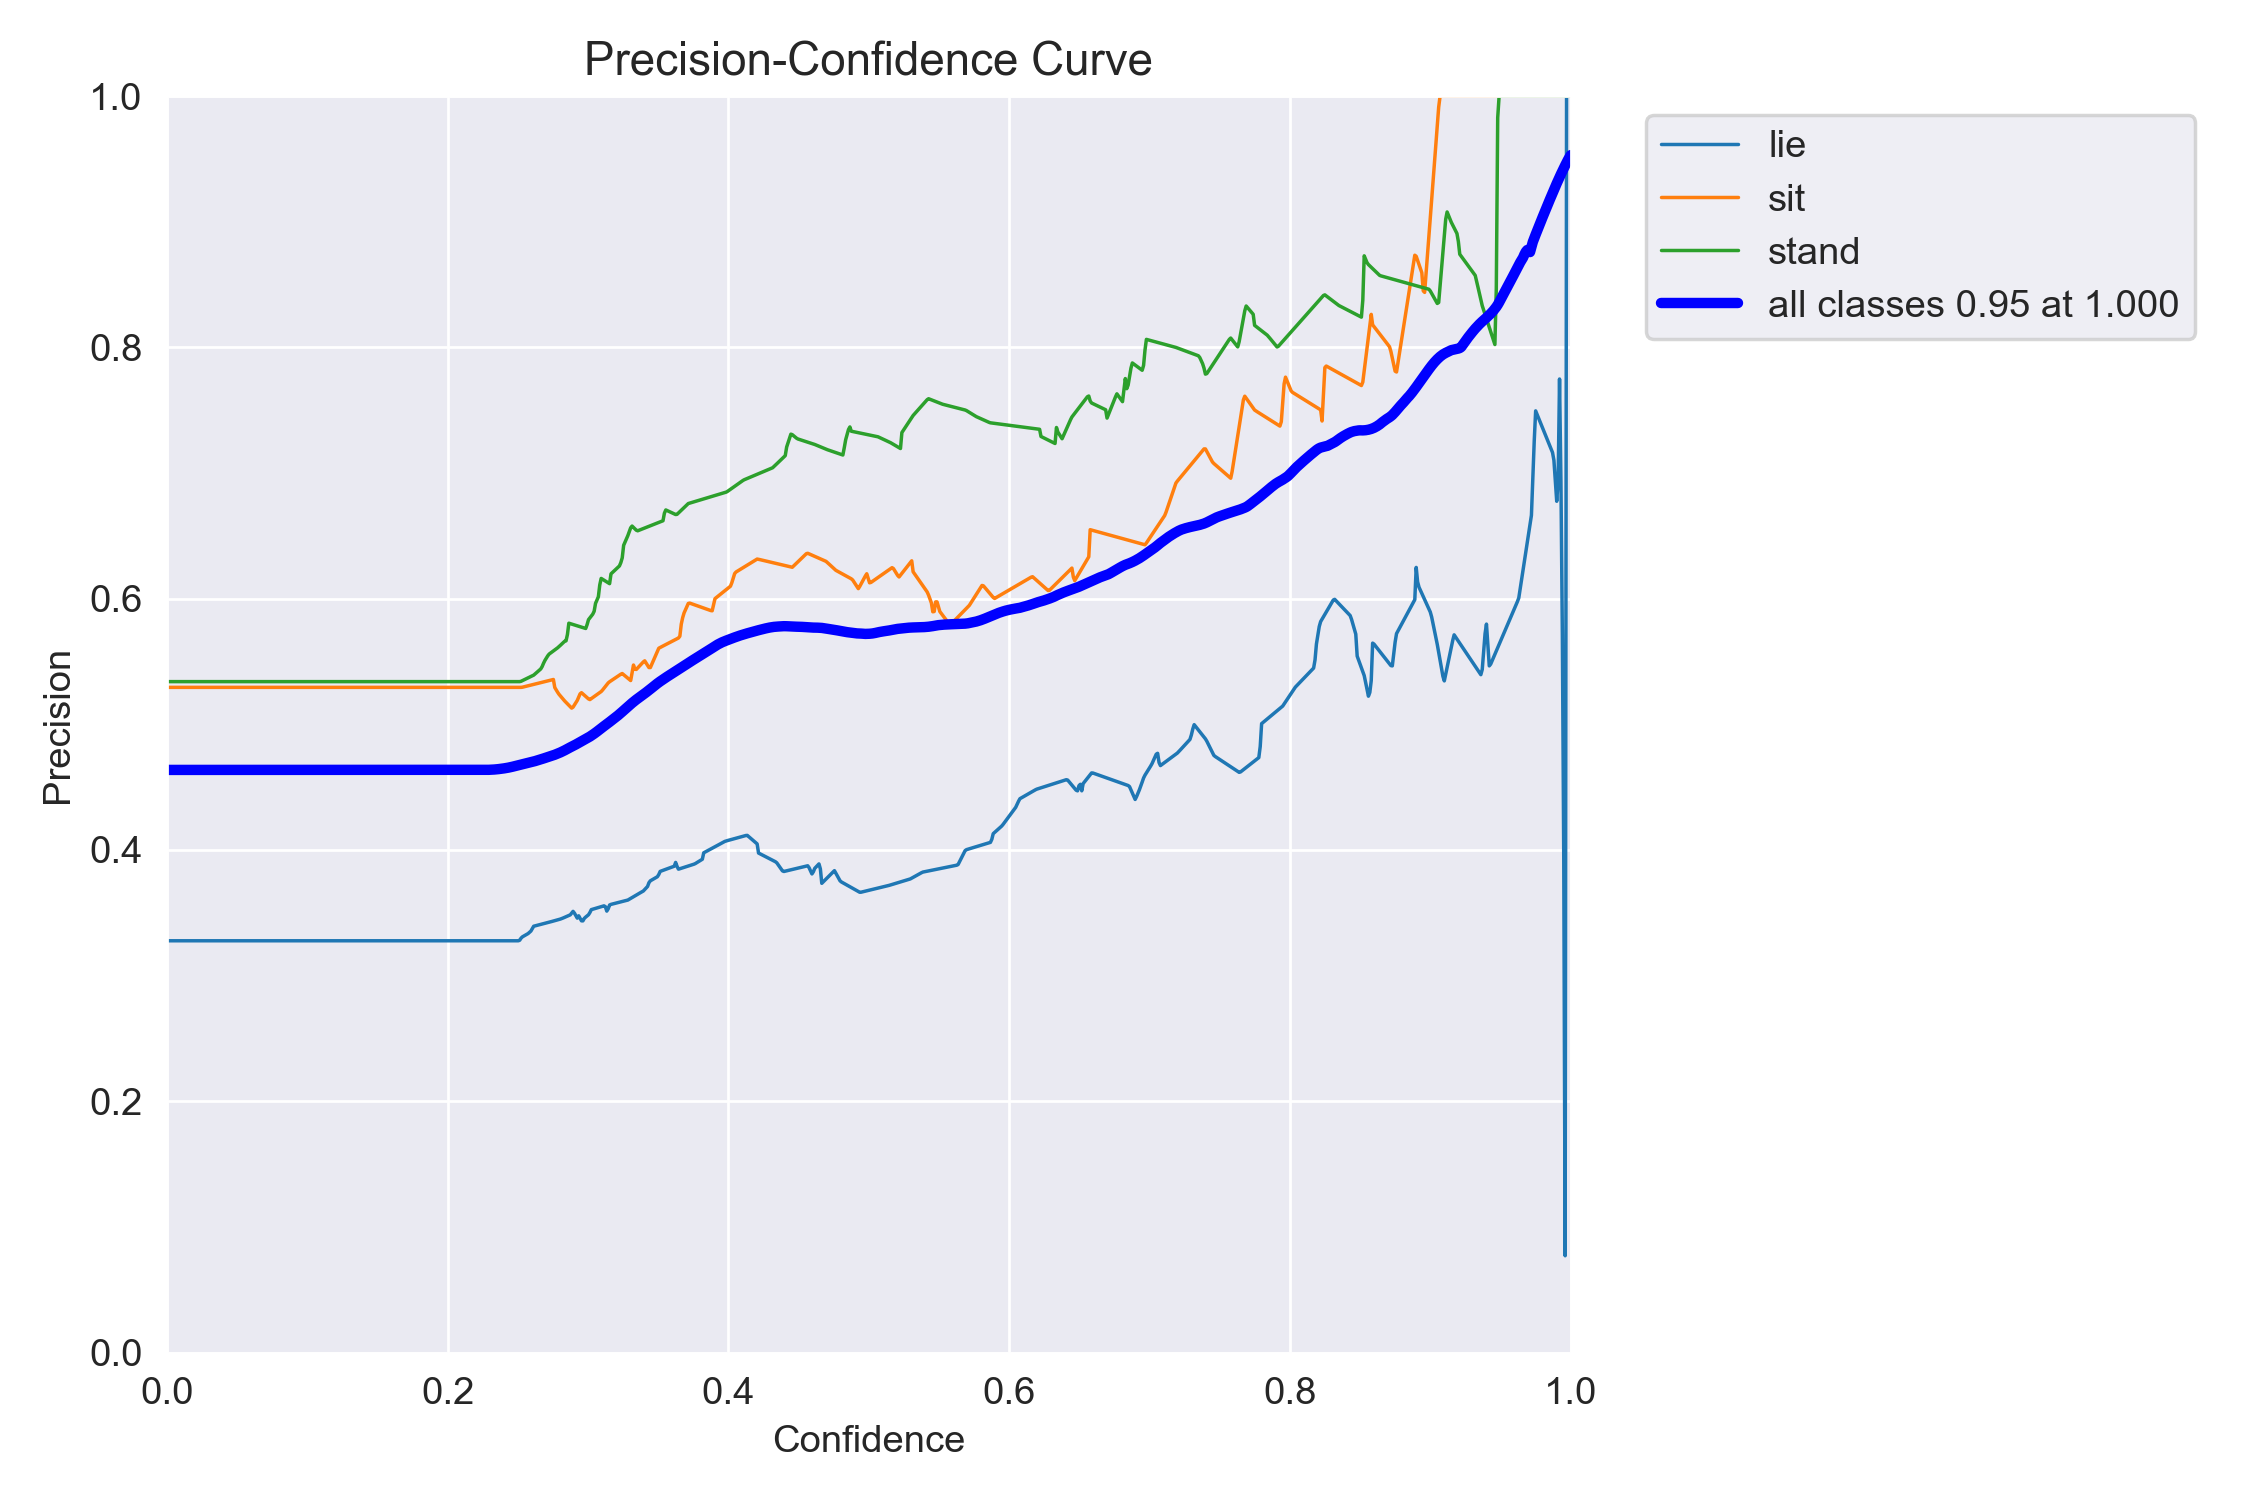 Precision-Confidence Curve
1.0
0.8
0.6
0.4
0.2
0.0
Precision
0.0 0.2 0.4 0.6 0.8 1.0
Confidence
lie
sit
stand
all classes 0.95 at 1.000